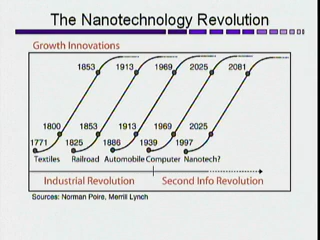 The Nanotechnology Revolution
Growth Innovations
1853 1913 1969 2025 2081
1800 1853 1913 1969 2025
1771 1825 1886 1939 1997
Textiles Railroad Automobile Computer Nanotech?
Industrial Revolution Second Info Revolution
Sources: Norman Poire, Merrill Lynch